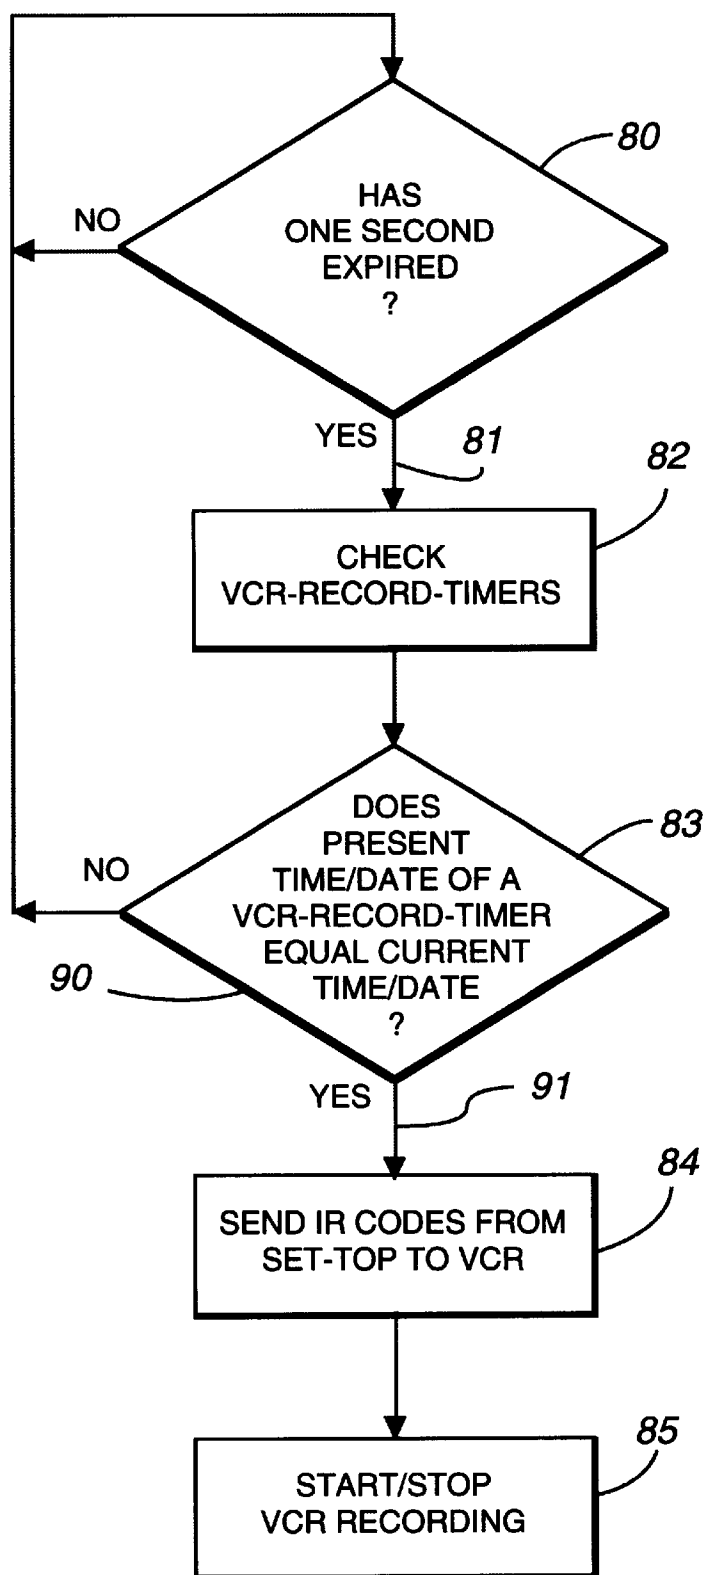 80
HAS
ONE SECOND
EXPIRED
?
NO
YES
81
82
CHECK
VCR-RECORD-TIMERS
83
DOES
PRESENT
TIME/DATE OF A
VCR-RECORD-TIMER
EQUAL CURRENT
TIME/DATE
?
NO
90
YES
91
84
SEND IR CODES FROM
SET-TOP TO VCR
85
START/STOP
VCR RECORDING